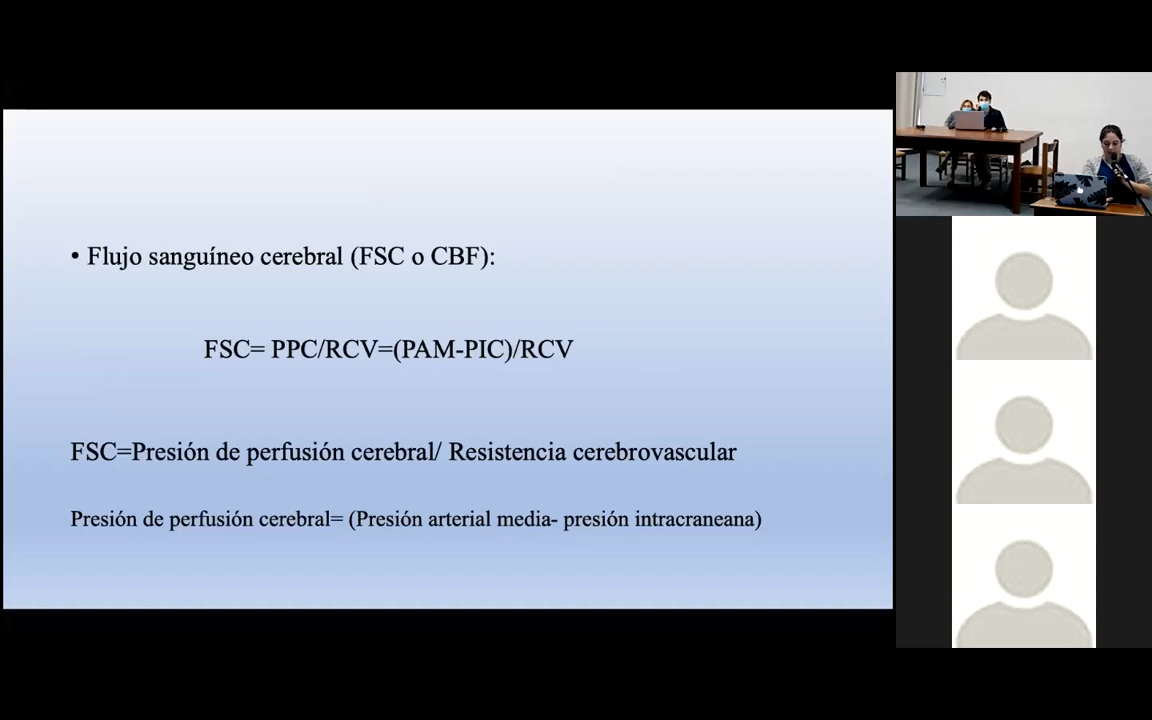 • Flujo sanguíneo cerebral (FSC o CBF):
FSC= PPC/RCV=(PAM-PIC)/RCV
FSC=Presión de perfusión cerebral/ Resistencia cerebrovascular
Presión de perfusión cerebral= (Presión arterial media- presión intracraneana)